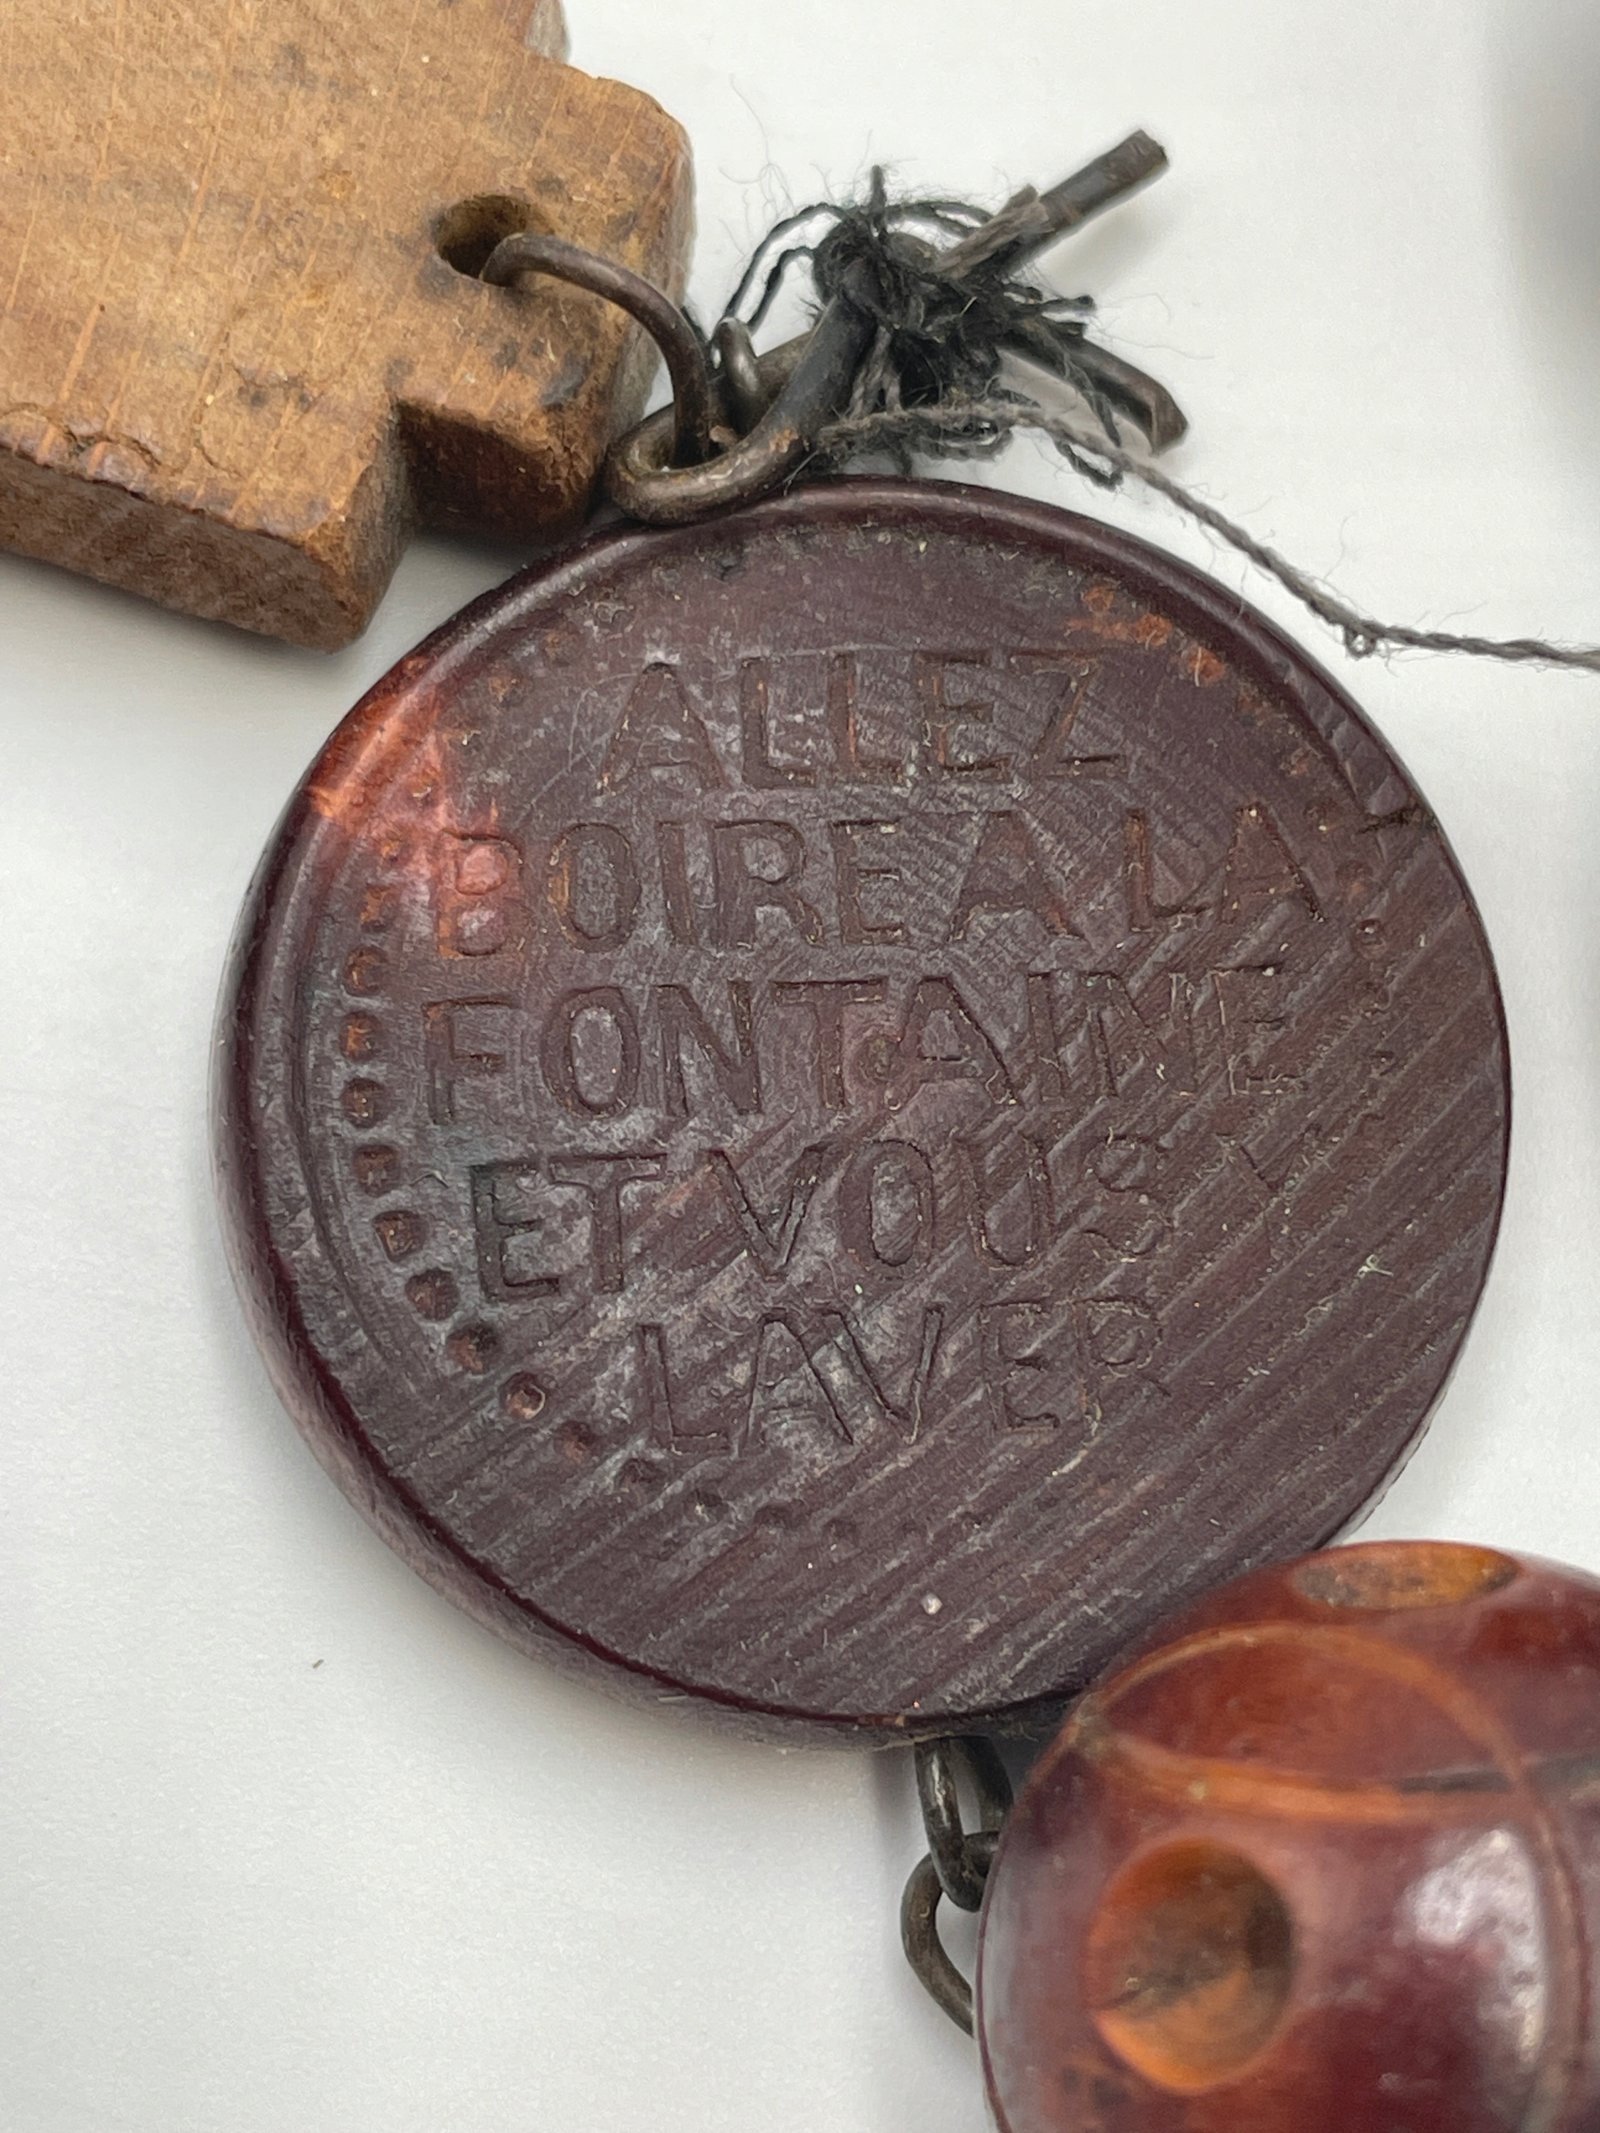 ALLEZ
BOIRE A LA
FONTAINE
ET VOUS Y
LAVER